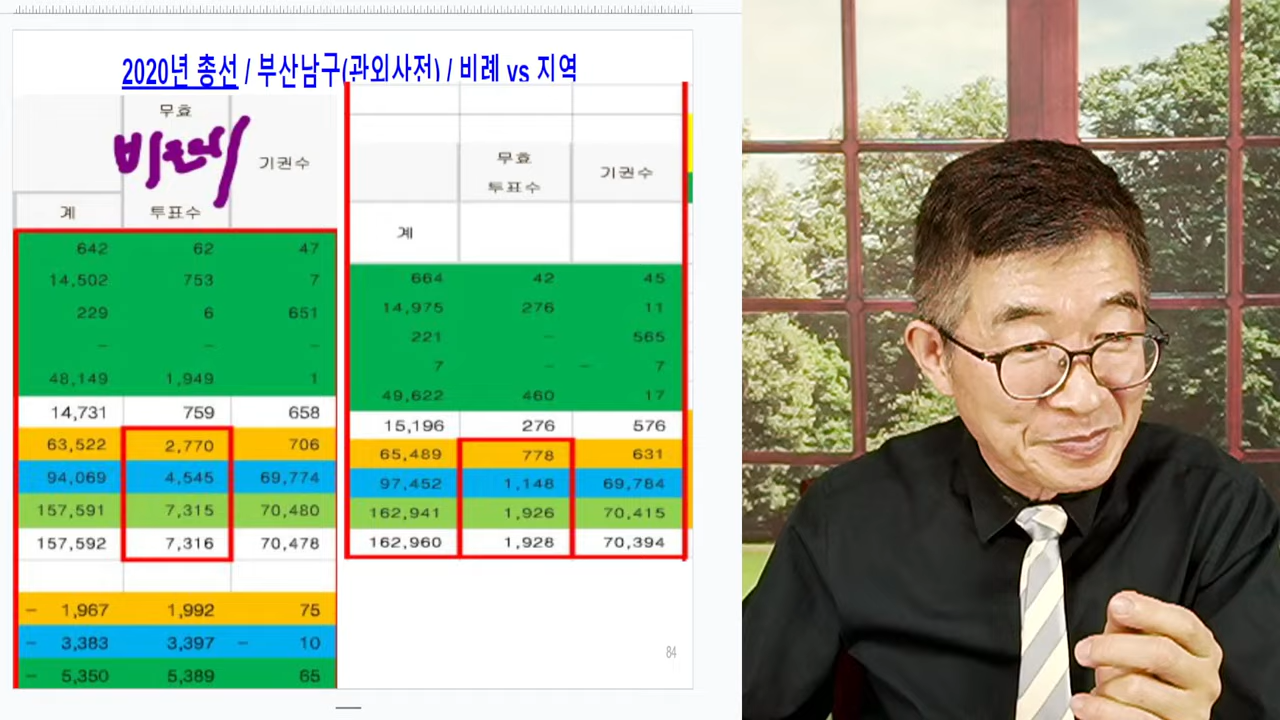 2020년 총선 / 부산남구(관외사전) / 비례 vs 지역
무효
비례
기권수
계 투표수
642 62 47
14,502 753 7
229 6 651
- - -
48,149 1,949 1
14,731 759 658
63,522 2,770 706
94,069 4,545 69,774
157,591 7,315 70,480
157,592 7,316 70,478
- 1,967 1,992 75
- 3,383 3,397 - 10
- 5,350 5,389 65
무효
투표수
기권수
계
664 42 45
14,975 276 11
221 - 565
7 - - 7
49,622 460 17
15,196 276 576
65,489 778 631
97,452 1,148 69,784
162,941 1,926 70,415
162,960 1,928 70,394
84